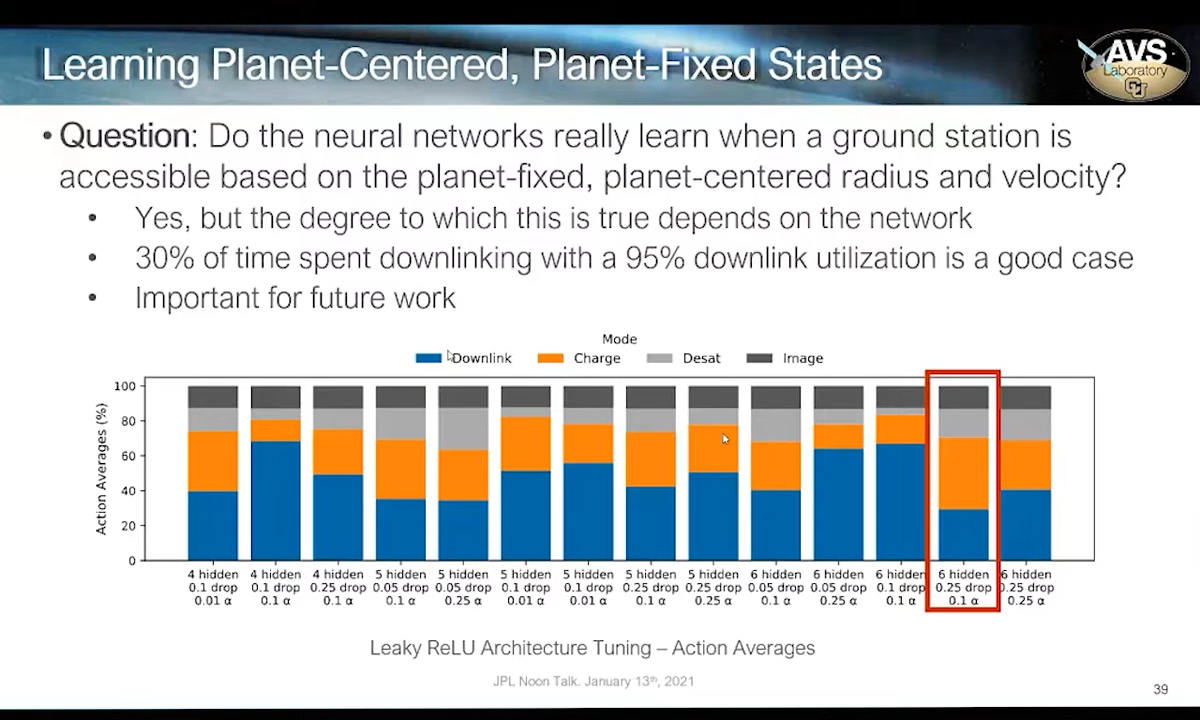 Learning Planet-Centered, Planet-Fixed States
AVS
Laboratory
• Question: Do the neural networks really learn when a ground station is
accessible based on the planet-fixed, planet-centered radius and velocity?
• Yes, but the degree to which this is true depends on the network
• 30% of time spent downlinking with a 95% downlink utilization is a good case
• Important for future work
Mode
Downlink Charge Desat Image
Action Averages (%)
100
80
60
40
20
0
4 hidden 4 hidden 4 hidden 5 hidden 5 hidden 5 hidden 5 hidden 5 hidden 5 hidden 6 hidden 6 hidden 6 hidden 6 hidden 6 hidden
0.1 drop 0.1 drop 0.25 drop 0.05 drop 0.05 drop 0.1 drop 0.1 drop 0.25 drop 0.25 drop 0.05 drop 0.05 drop 0.1 drop 0.25 drop 0.25 drop
0.01 α 0.1 α 0.1 α 0.1 α 0.25 α 0.01 α 0.1 α 0.01 α 0.25 α 0.1 α 0.25 α 0.1 α 0.1 α 0.25 α
Leaky ReLU Architecture Tuning – Action Averages
JPL Noon Talk. January 13th, 2021
39